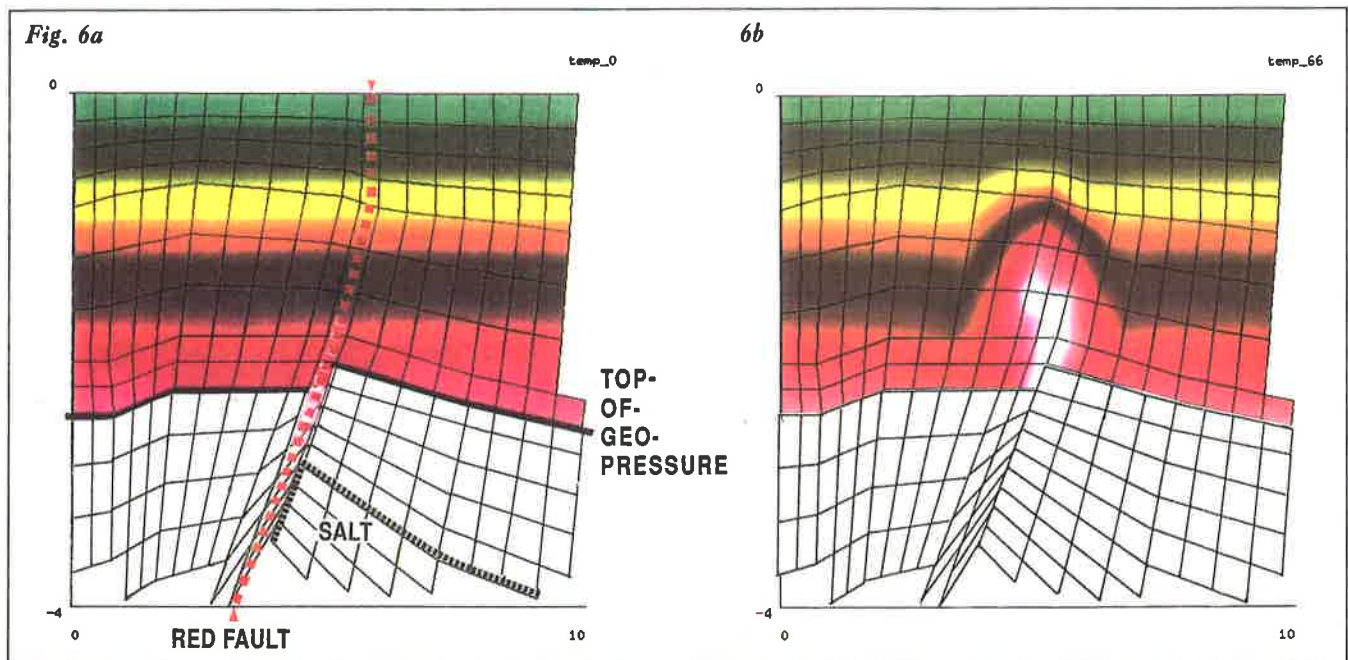 Fig. 6a
6b
temp_0
temp_66
0
0
TOP-
OF-
GEO-
PRESSURE
SALT
-4
-4
0
10
0
10
RED FAULT